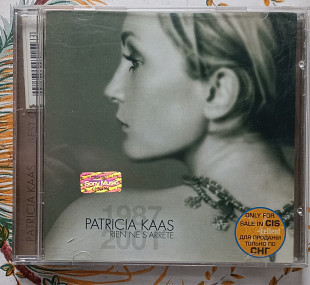 PATRICIA KAAS
1987
PATRICIA KAAS
RIEN NE S'ARRÊTE
2001
Sony Music
ONLY FOR
SALE IN CIS
ДЛЯ ПРОДАЖИ
ТОЛЬКО ПО
СНГ